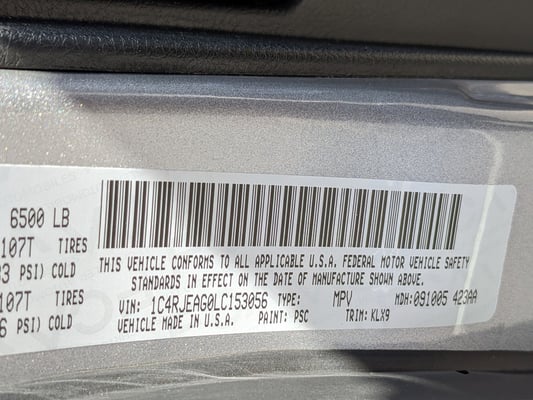 6500 LB
107T TIRES
3 PSI) COLD
107T TIRES
6 PSI) COLD
THIS VEHICLE CONFORMS TO ALL APPLICABLE U.S.A. FEDERAL MOTOR VEHICLE SAFETY
STANDARDS IN EFFECT ON THE DATE OF MANUFACTURE SHOWN ABOVE.
VIN: 1C4RJEAG0LC153056 TYPE: MPV MDH: 091005 423AA
VEHICLE MADE IN U.S.A. PAINT: PSC TRIM: KLX9